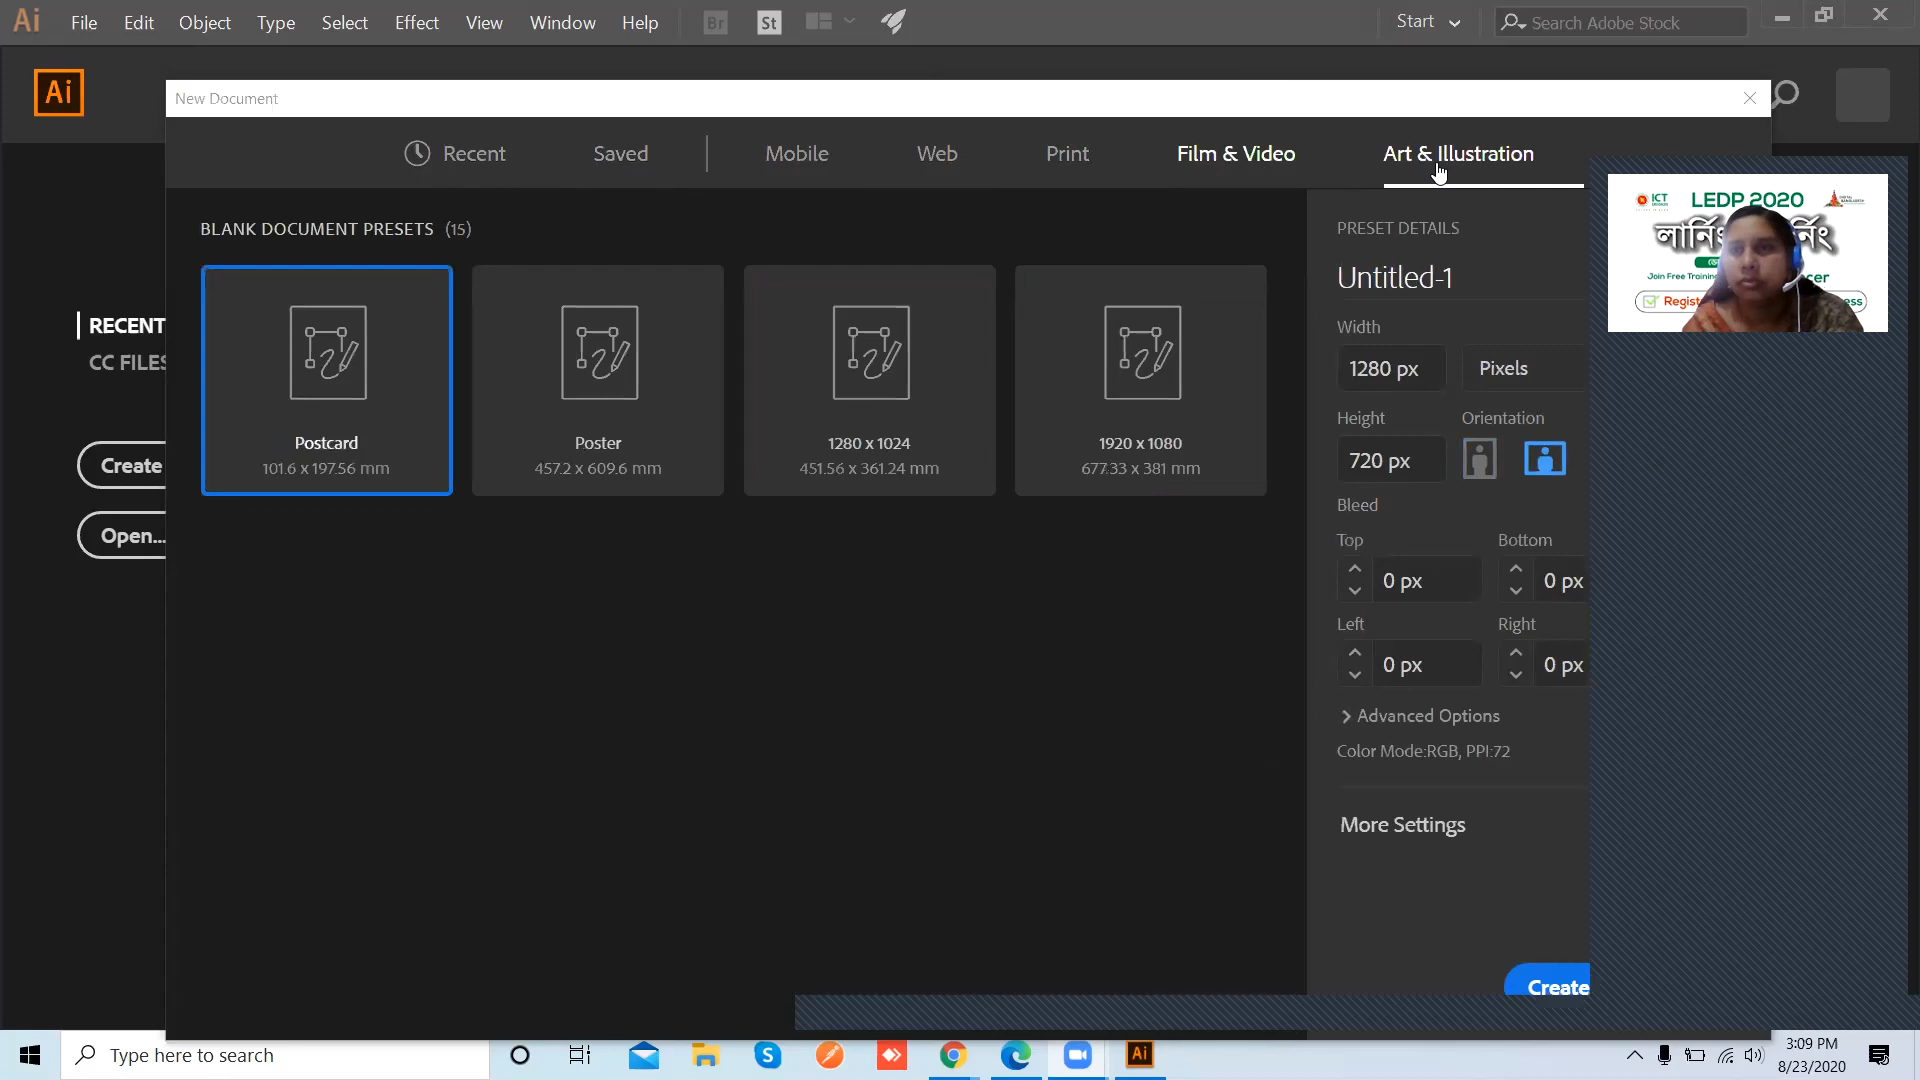 Ai File Edit Object Type Select Effect View Window Help Br St Start Search Adobe Stock
Ai
New Document
Recent Saved Mobile Web Print Film & Video Art & Illustration
BLANK DOCUMENT PRESETS (15)
Postcard
101.6 x 197.56 mm
Poster
457.2 x 609.6 mm
1280 x 1024
451.56 x 361.24 mm
1920 x 1080
677.33 x 381 mm
RECENT
CC FILES
Create
Open...
PRESET DETAILS
Untitled-1
Width
1280 px Pixels
Height Orientation
720 px
Bleed
Top Bottom
0 px 0 px
Left Right
0 px 0 px
Advanced Options
Color Mode:RGB, PPI:72
More Settings
Create
ICT LEDP 2020
Join Free Training
Type here to search
S
Ai
3:09 PM
8/23/2020